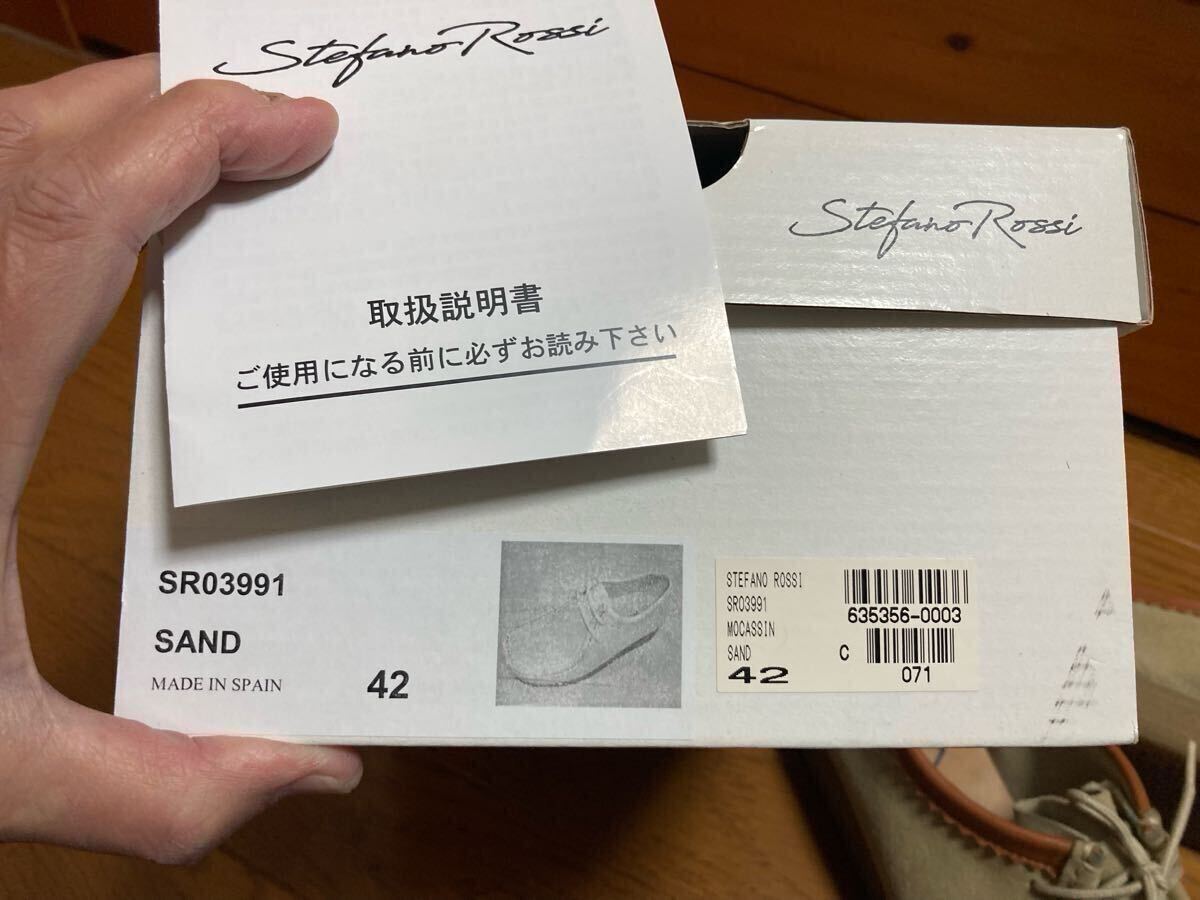 Stefano Rossi
取扱説明書
ご使用になる前に必ずお読み下さい
Stefano Rossi
SR03991
SAND
MADE IN SPAIN
42
STEFANO ROSSI
SR03991
MOCASSIN
SAND
42
635356-0003
C
071